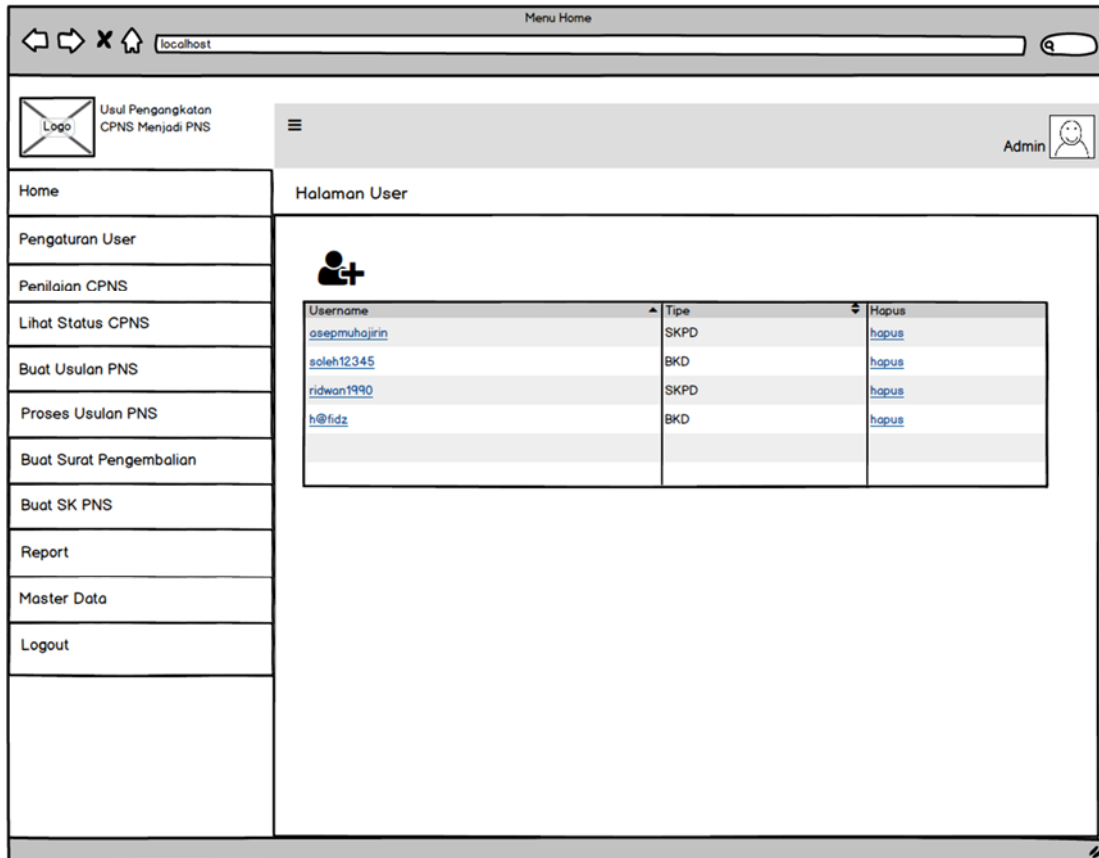 Menu Home
localhost
Logo
Usul Pengangkatan
CPNS Menjadi PNS
Admin
Home
Pengaturan User
Penilaian CPNS
Lihat Status CPNS
Buat Usulan PNS
Proses Usulan PNS
Buat Surat Pengembalian
Buat SK PNS
Report
Master Data
Logout
Halaman User
Username Tipe Hapus
asepmuhajirin SKPD hapus
soleh12345 BKD hapus
ridwan1990 SKPD hapus
h@fidz BKD hapus